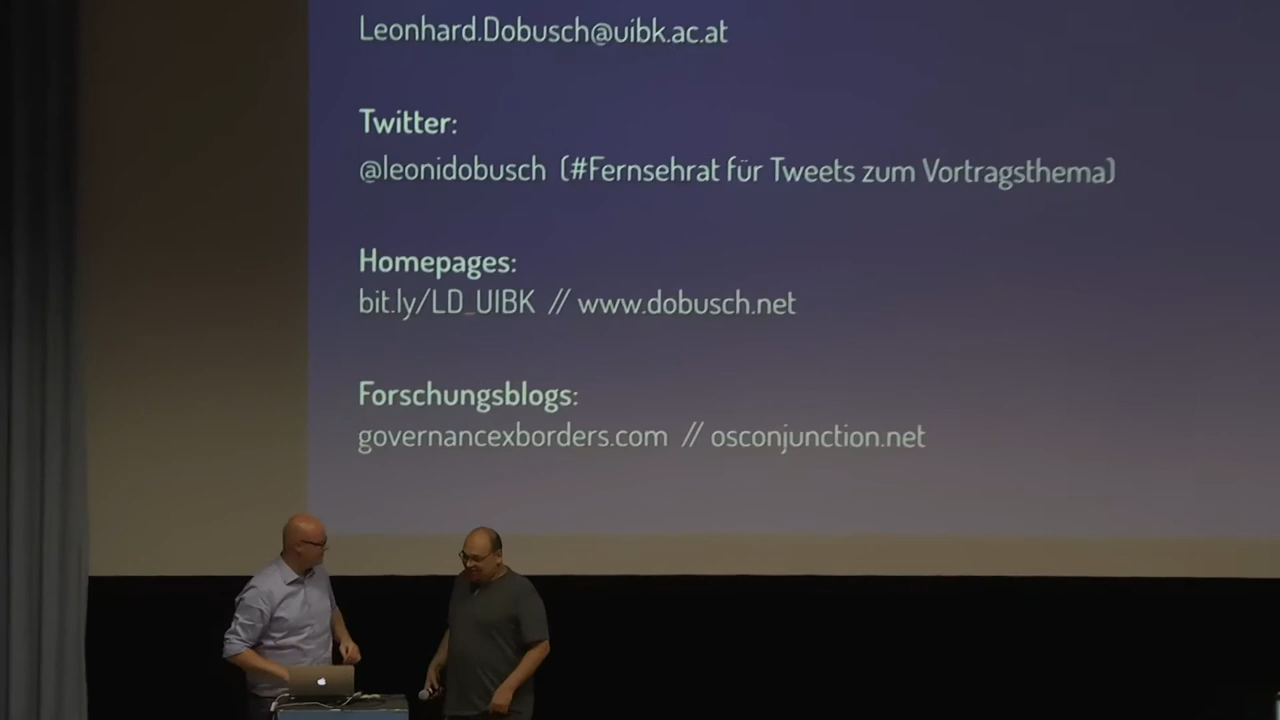 Leonhard.Dobusch@uibk.ac.at
Twitter:
@leonidobusch (#Fernsehrat für Tweets zum Vortragsthema)
Homepages:
bit.ly/LD_UIBK // www.dobusch.net
Forschungsblogs:
governancexborders.com // osconjunction.net